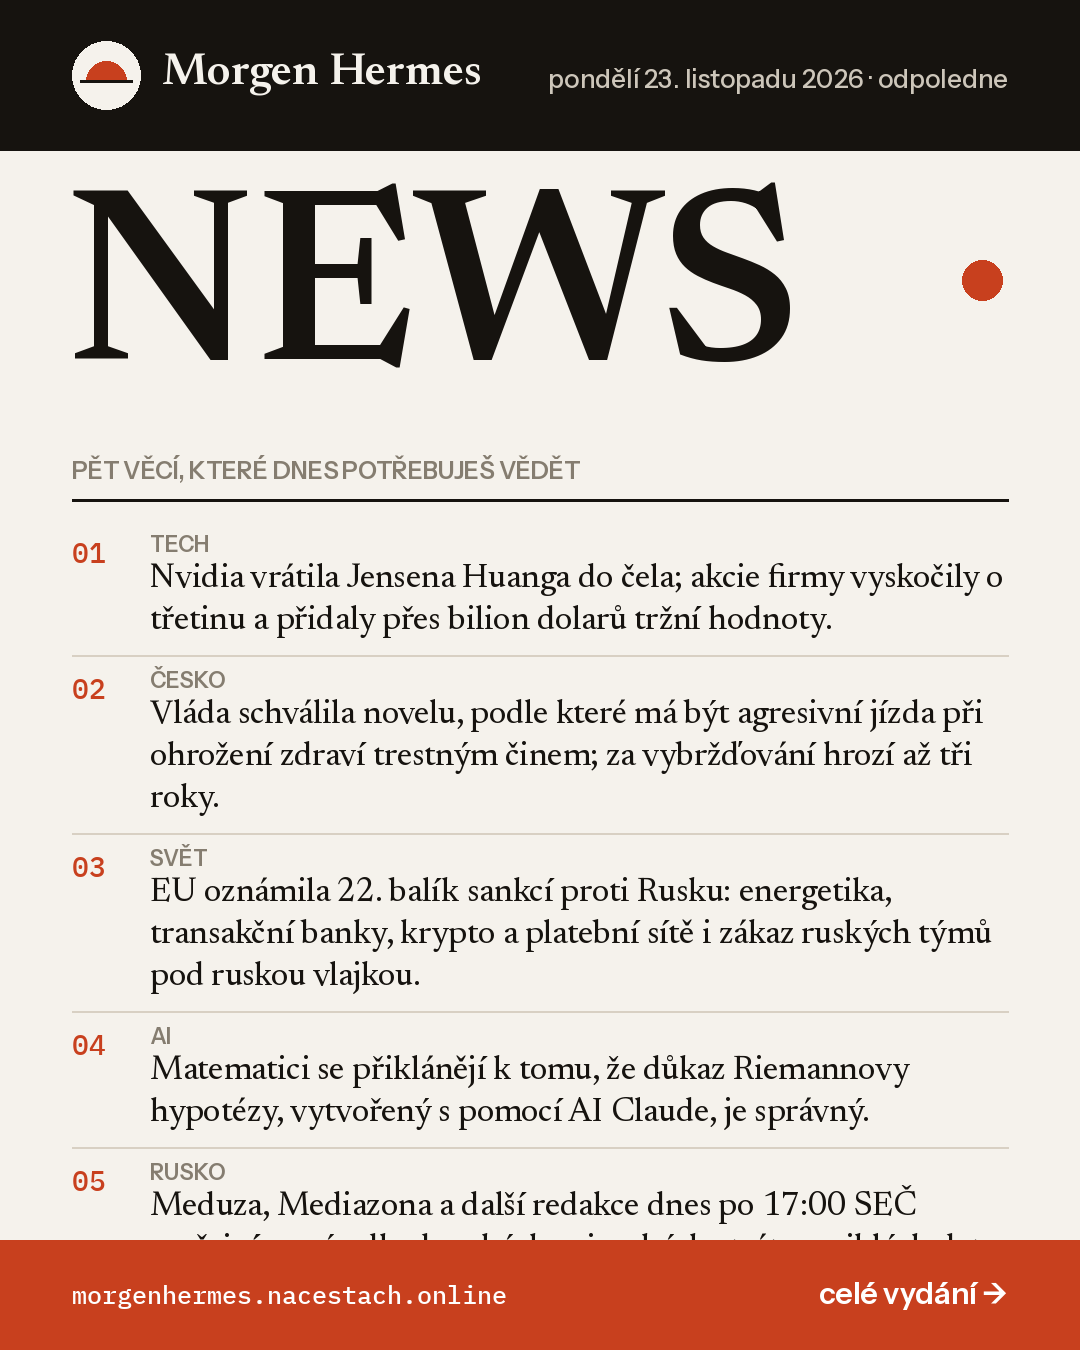 Morgen Hermes
pondělí 23. listopadu 2026 · odpoledne
NEWS
PĚT VĚCÍ, KTERÉ DNES POTŘEBUJEŠ VĚDĚT
01
TECH
Nvidia vrátila Jensena Huanga do čela; akcie firmy vyskočily o
třetinu a přidaly přes bilion dolarů tržní hodnoty.
02
ČESKO
Vláda schválila novelu, podle které má být agresivní jízda při
ohrožení zdraví trestným činem; za vybržďování hrozí až tři
roky.
03
SVĚT
EU oznámila 22. balík sankcí proti Rusku: energetika,
transakční banky, krypto a platební sítě i zákaz ruských týmů
pod ruskou vlajkou.
04
AI
Matematici se přiklánějí k tomu, že důkaz Riemannovy
hypotézy, vytvořený s pomocí AI Claude, je správný.
05
RUSKO
Meduza, Mediazona a další redakce dnes po 17:00 SEČ
morgenhermes.nacestach.online
celé vydání →